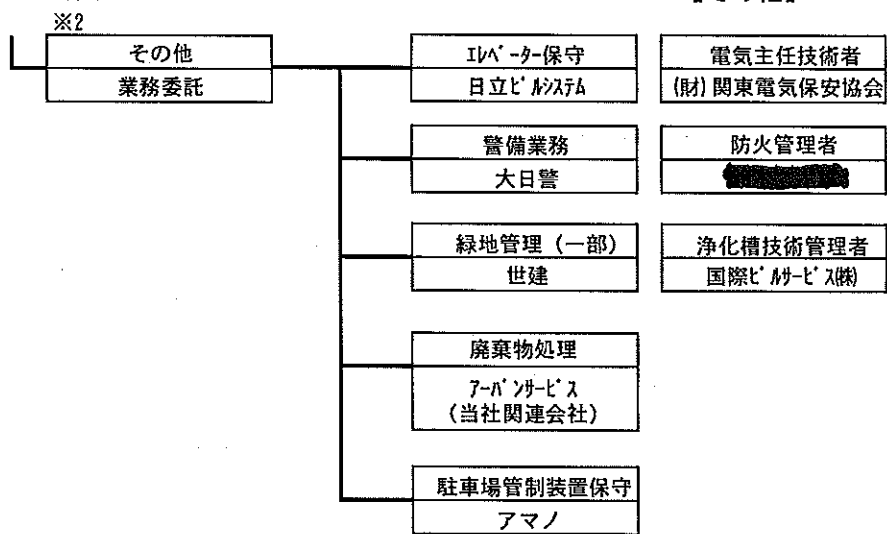 ※2
その他
業務委託
ｴﾚﾍﾞｰﾀｰ保守
日立ﾋﾞﾙｼｽﾃﾑ
電気主任技術者
(財)関東電気保安協会
警備業務
大日警
防火管理者
緑地管理（一部）
世建
浄化槽技術管理者
国際ﾋﾞﾙｻｰﾋﾞｽ㈱
廃棄物処理
ｱｰﾊﾞﾝｻｰﾋﾞｽ
（当社関連会社）
駐車場管制装置保守
アマノ